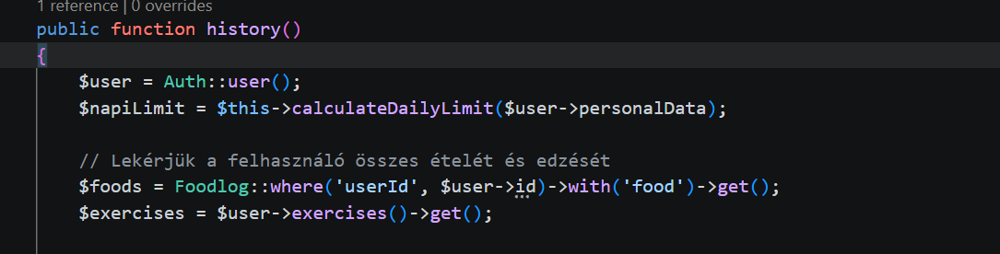 1 reference | 0 overrides
public function history()
{
$user = Auth::user();
$napiLimit = $this->calculateDailyLimit($user->personalData);
// Lekérjük a felhasználó összes ételét és edzését
$foods = Foodlog::where('userId', $user->id)->with('food')->get();
$exercises = $user->exercises()->get();